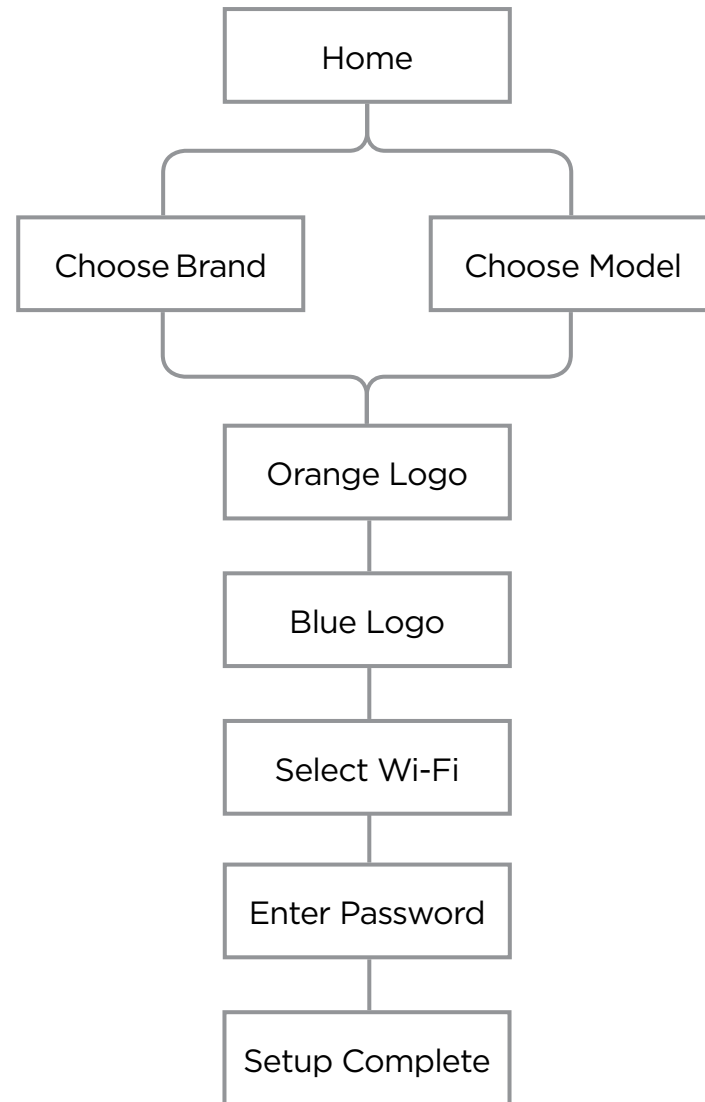 Home
Choose Brand
Choose Model
Orange Logo
Blue Logo
Select Wi-Fi
Enter Password
Setup Complete